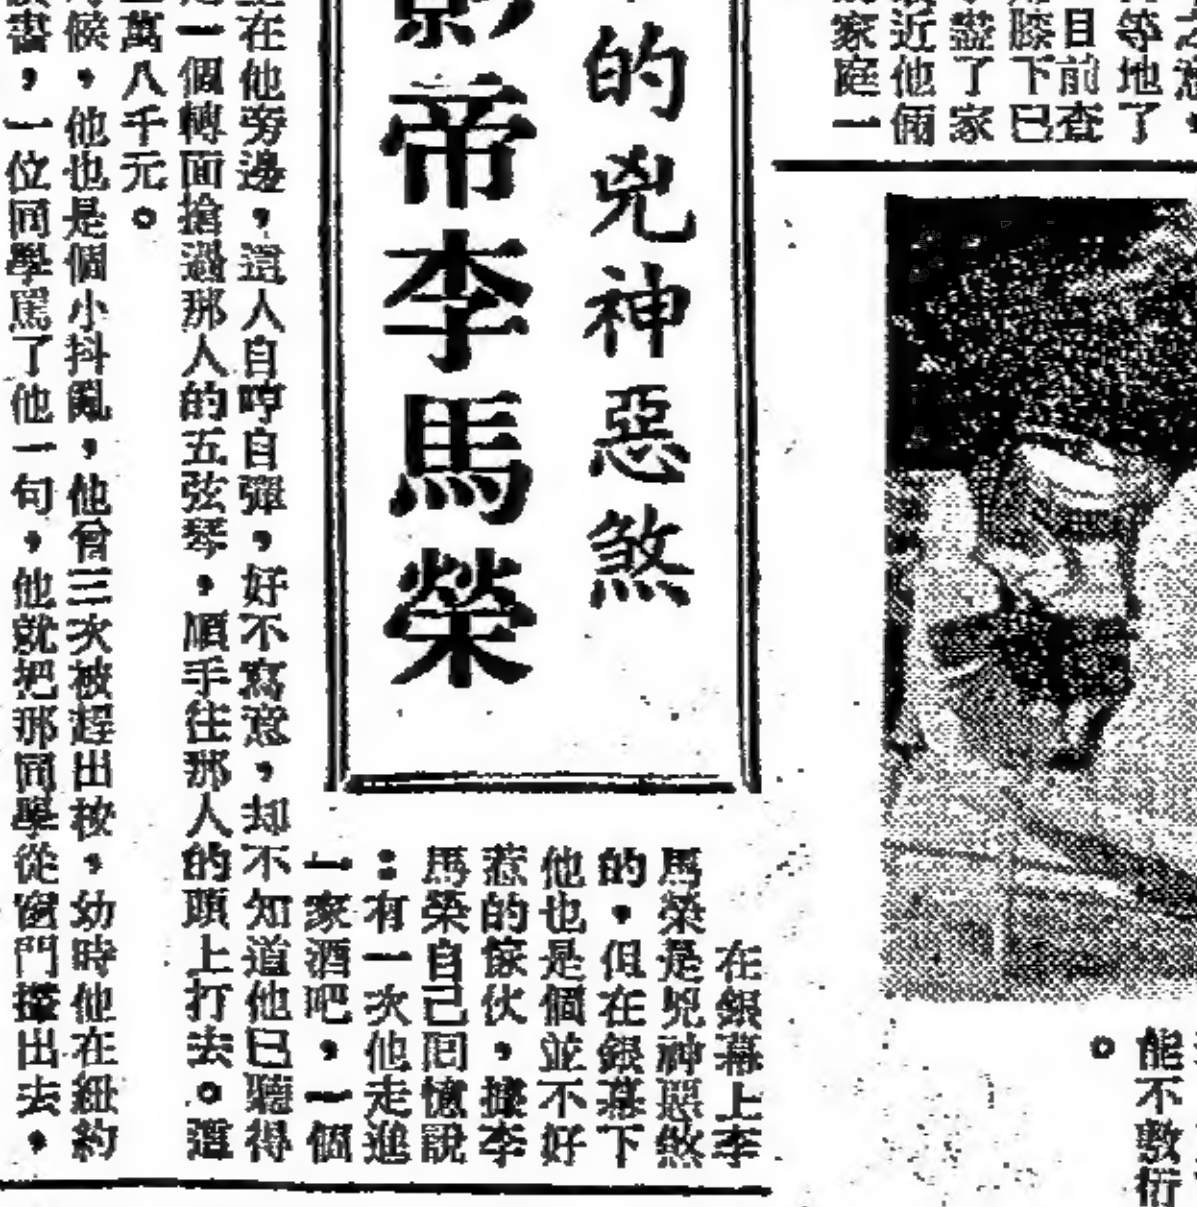 之意，
等地了
目前查
膝下已
盡了家
近他倆
家庭一
能不敷衍
。
的兇神惡煞
影帝李馬榮
在銀幕上李
馬榮是兇神惡煞
的，但在銀幕下
他也是個並不好
惹的傢伙，據李
馬榮自己回憶說
：有一次他走進
一家酒吧，一個
在他旁邊，這人自哼自彈，好不寫意，却不知道他已聽得
一個轉面搶過那人的五弦琴，順手往那人的頭上打去。這
萬八千元。
候，他也是個小抖亂，他曾三次被趕出校，幼時他在紐約
書，一位同學罵了他一句，他就把那同學從窗門擲出去，